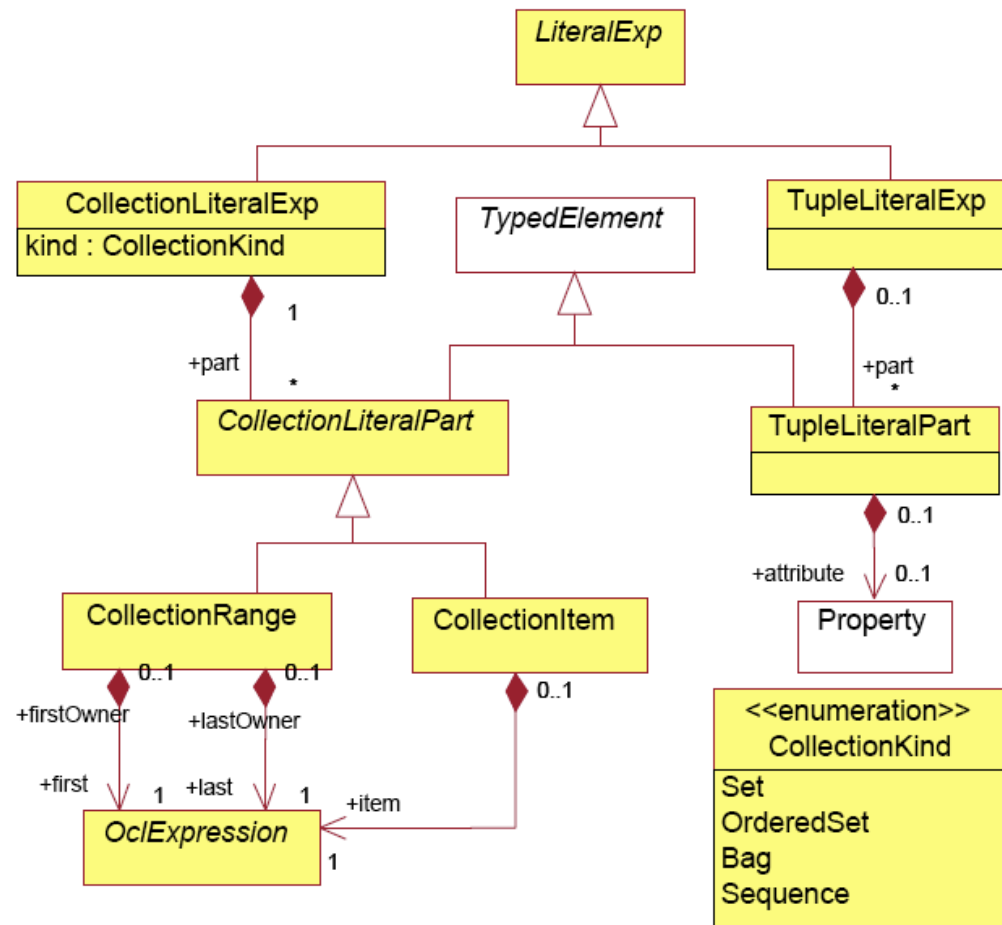 LiteralExp
CollectionLiteralExp
kind : CollectionKind
TypedElement
TupleLiteralExp
1
+part
*
0..1
+part
*
CollectionLiteralPart
TupleLiteralPart
0..1
+attribute
0..1
CollectionRange
CollectionItem
Property
0..1
0..1
0..1
+firstOwner
+lastOwner
+first
1
+last
1
+item
OclExpression
1
<<enumeration>>
CollectionKind
Set
OrderedSet
Bag
Sequence